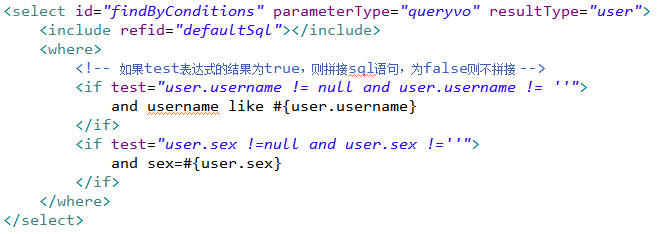 <select id="findByConditions" parameterType="queryvo" resultType="user">
<include refid="defaultSql"></include>
<where>
<!-- 如果test表达式的结果为true，则拼接sql语句，为false则不拼接 -->
<if test="user.username != null and user.username != ''">
and username like #{user.username}
</if>
<if test="user.sex !=null and user.sex !=''">
and sex=#{user.sex}
</if>
</where>
</select>